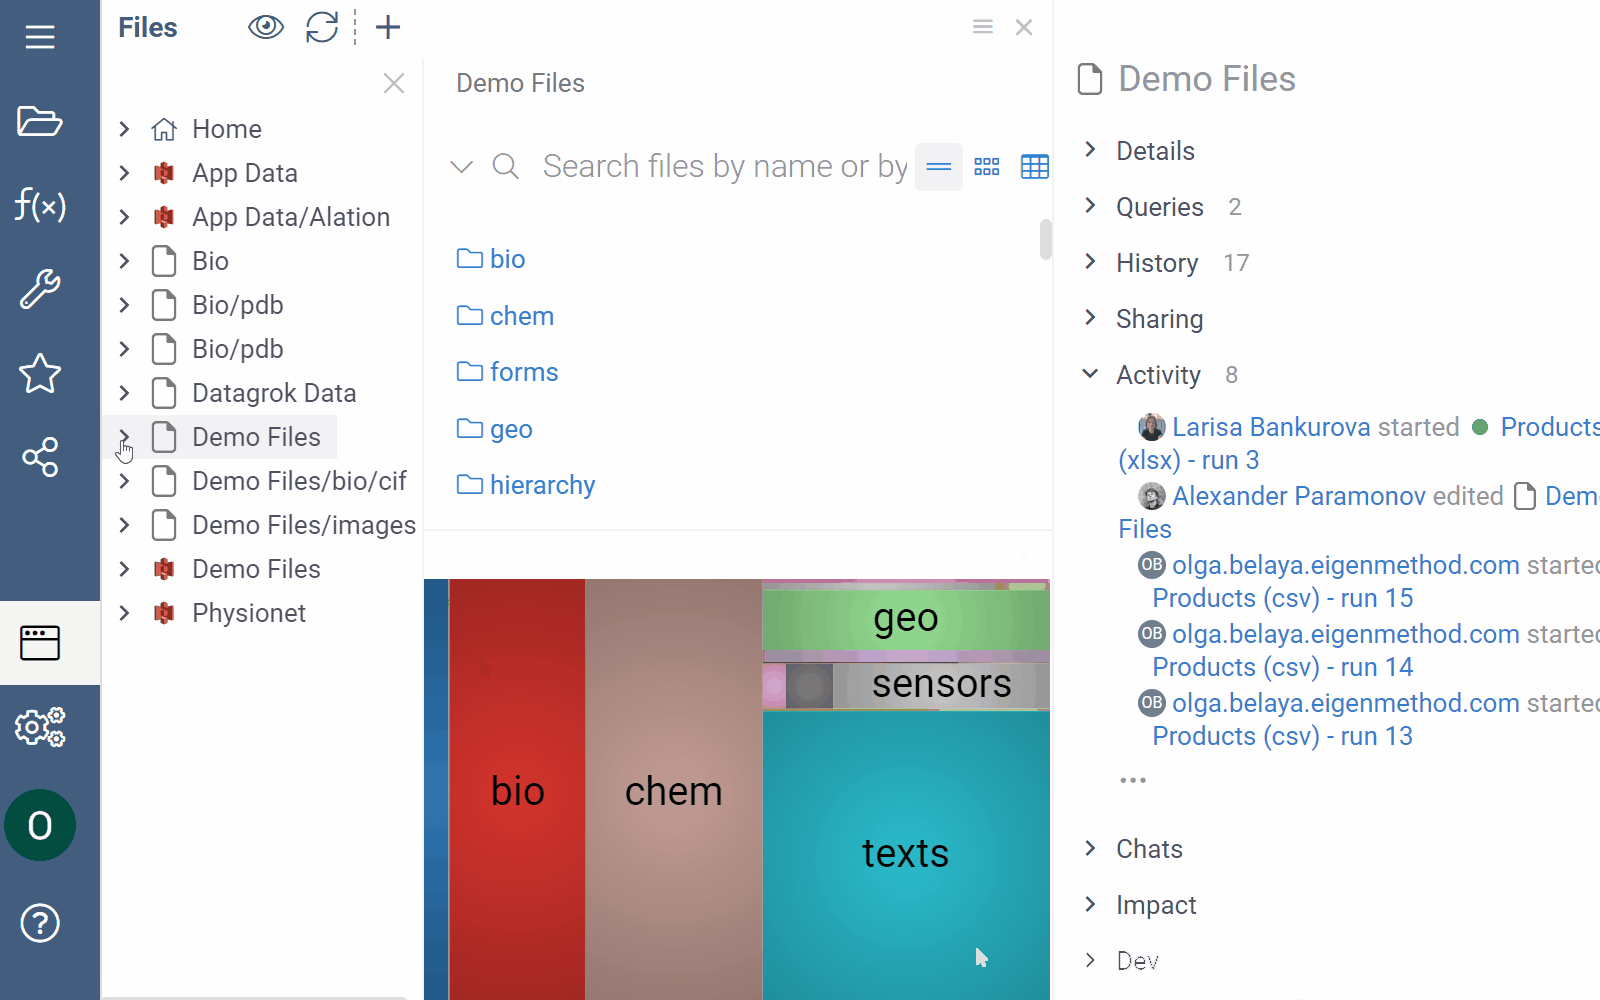 Files
Home
App Data
App Data/Alation
Bio
Bio/pdb
Bio/pdb
Datagrok Data
Demo Files
Demo Files/bio/cif
Demo Files/images
Demo Files
Physionet
f(x)
O
?
Demo Files
Search files by name or by
bio
chem
forms
geo
hierarchy
bio
chem
geo
sensors
texts
Demo Files
Details
Queries 2
History 17
Sharing
Activity 8
Larisa Bankurova started Products
(xlsx) - run 3
Alexander Paramonov edited Dem
Files
OB olga.belaya.eigenmethod.com started
Products (csv) - run 15
OB olga.belaya.eigenmethod.com started
Products (csv) - run 14
OB olga.belaya.eigenmethod.com started
Products (csv) - run 13
...
Chats
Impact
Dev